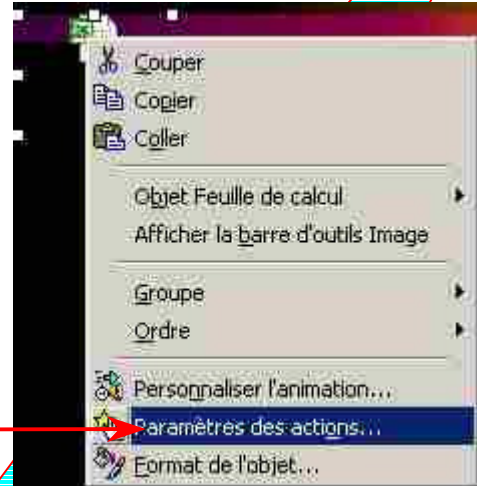 Couper
Copier
Coller
Objet Feuille de calcul
Afficher la barre d'outils Image
Groupe
Ordre
Personnaliser l'animation...
Paramètres des actions...
Format de l'objet...